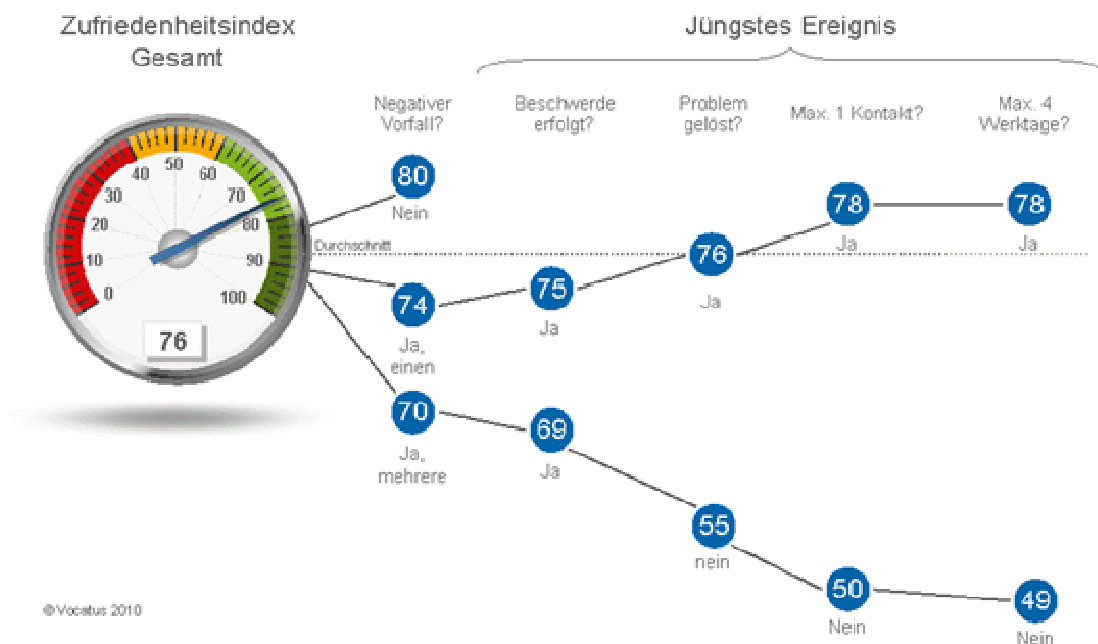 Zufriedenheitsindex
Gesamt
Jüngstes Ereignis
Negativer
Vorfall?
Beschwerde
erfolgt?
Problem
gelöst?
Max. 1 Kontakt?
Max. 4
Werktage?
0
10
20
30
40
50
60
70
80
90
100
76
Durchschnitt
80
Nein
74
Ja,
einen
75
Ja
76
Ja
78
Ja
78
Ja
70
Ja,
mehrere
69
Ja
55
nein
50
Nein
49
Nein
© Vocatus 2010